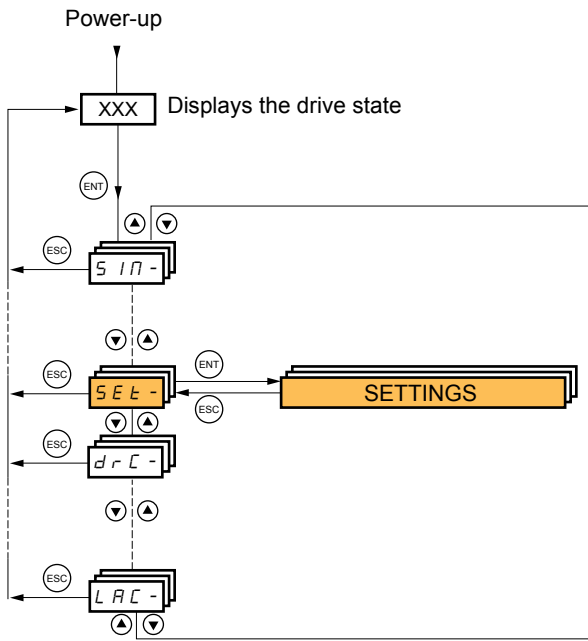 Power-up
XXX Displays the drive state
ENT
ESC
SIM-
ENT
ESC
SEt- SETTINGS
ESC
ESC
drC-
ESC
LAC-